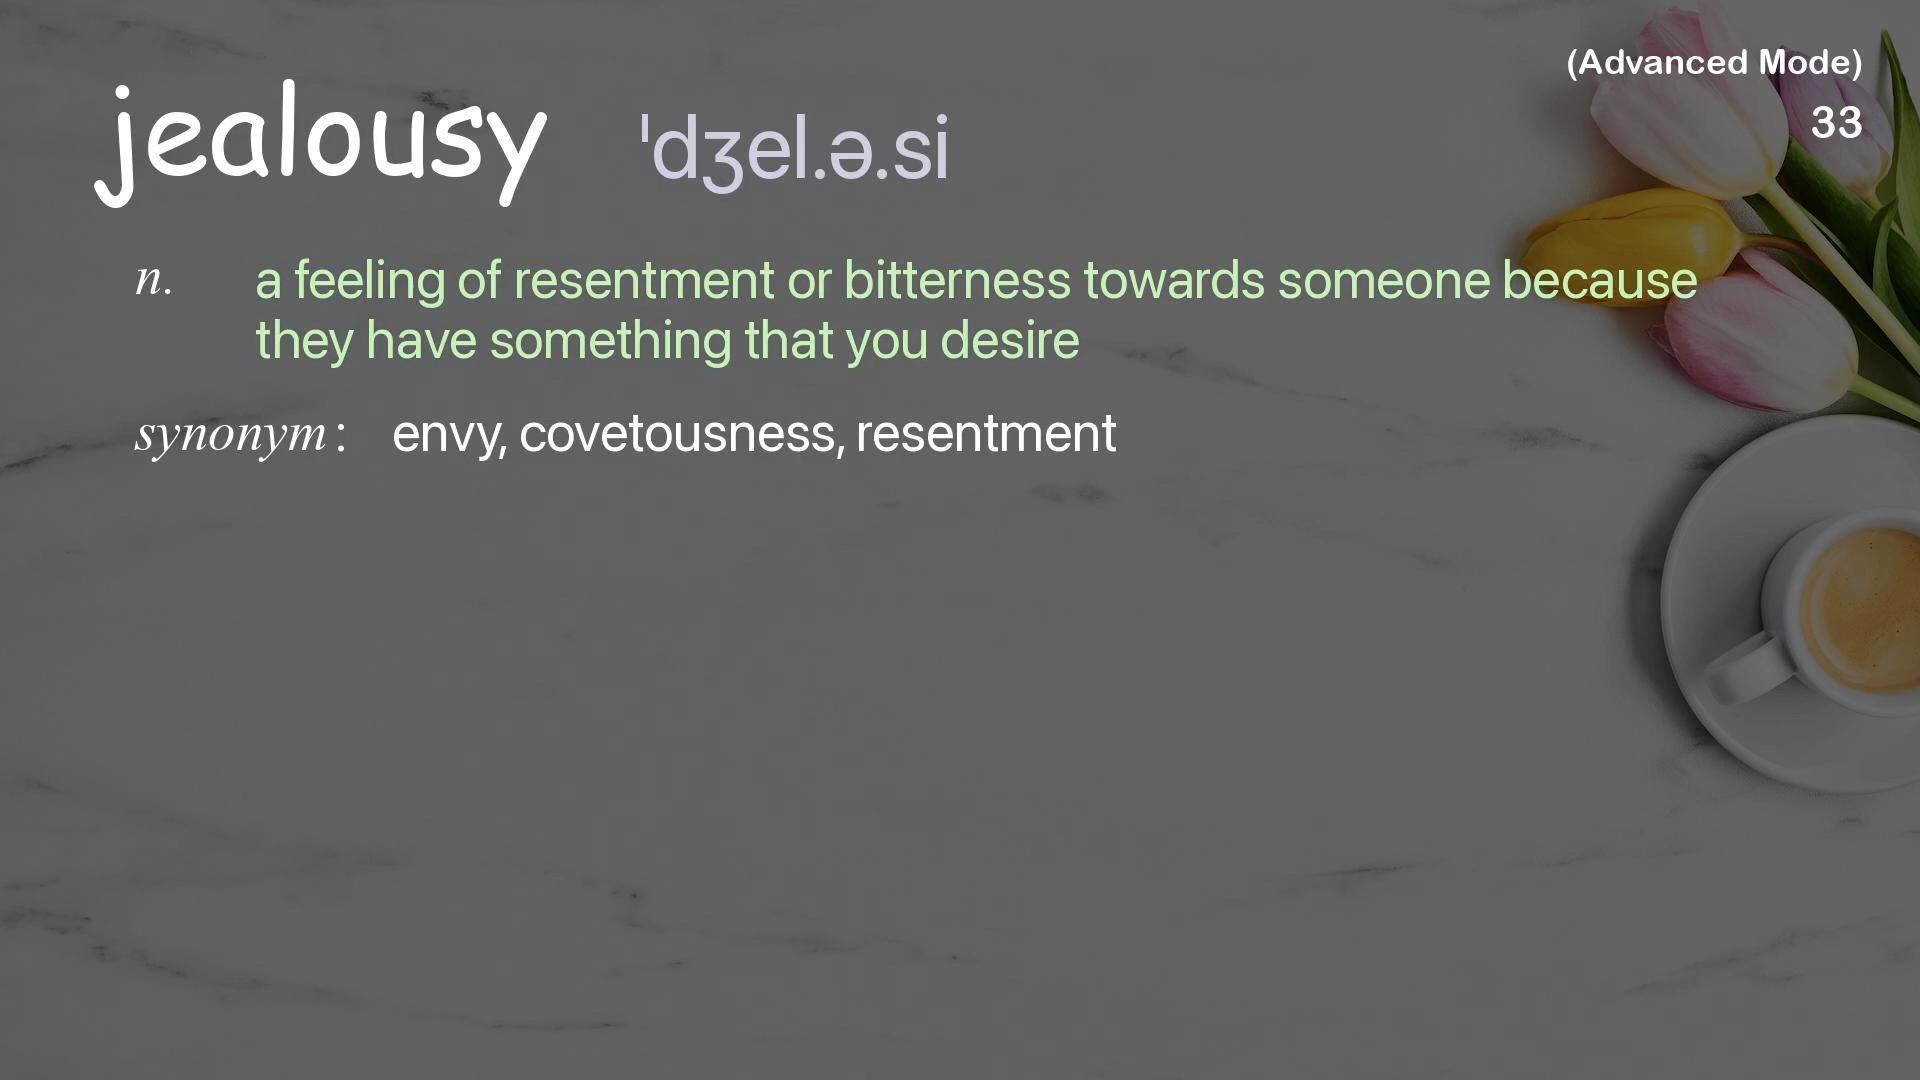 (Advanced Mode)
33
jealousy ˈdʒel.ə.si
n. a feeling of resentment or bitterness towards someone because
they have something that you desire
synonym: envy, covetousness, resentment